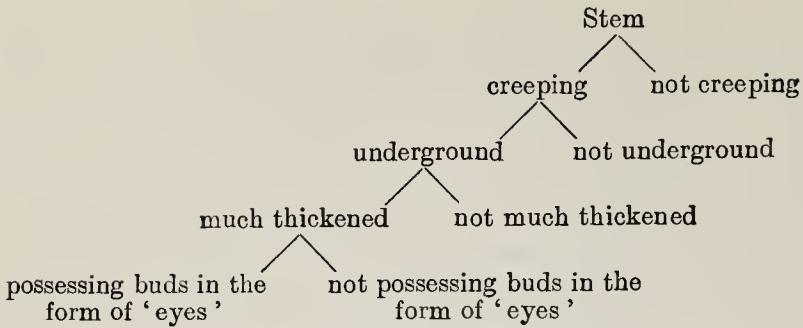 Stem
creeping not creeping
underground not underground
much thickened not much thickened
possessing buds in the not possessing buds in the
form of ‘eyes’ form of ‘eyes’